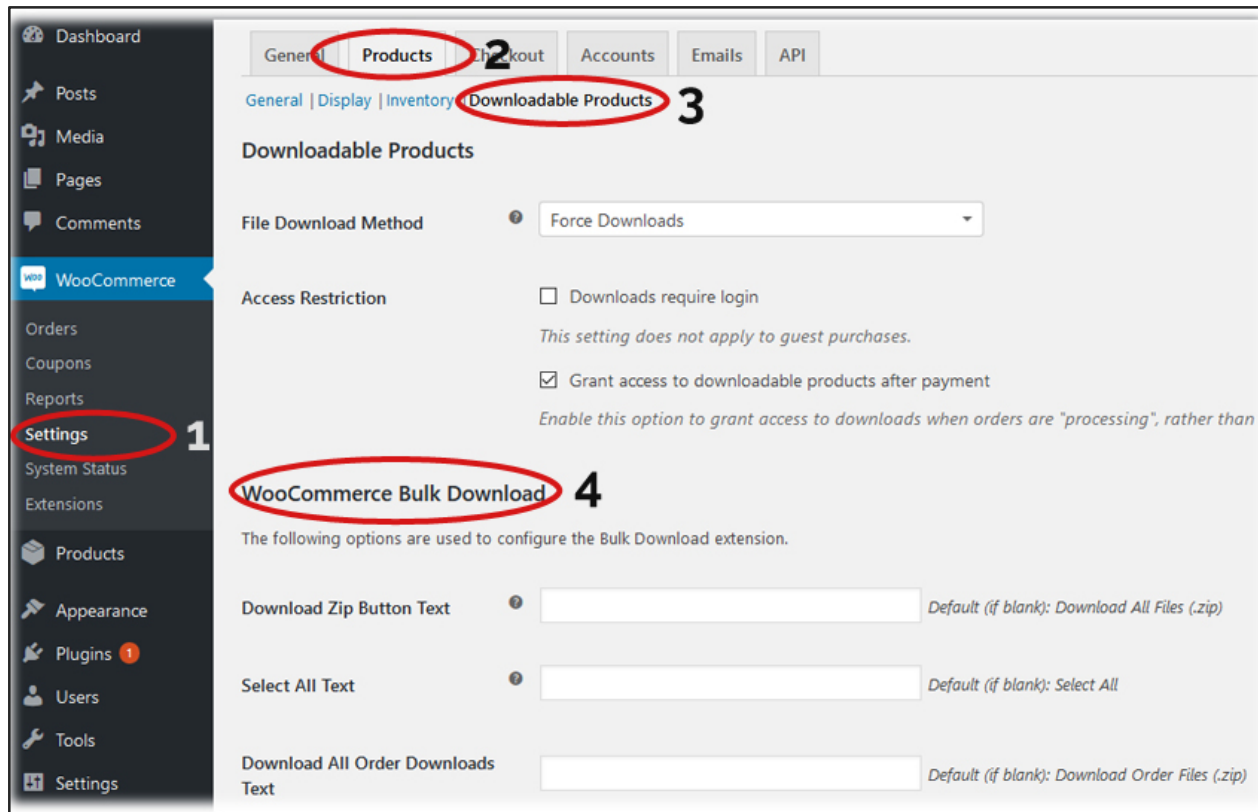 Dashboard
Posts
Media
Pages
Comments
woo WooCommerce
Orders
Coupons
Reports
Settings 1
System Status
Extensions
Products
Appearance
Plugins 1
Users
Tools
Settings
General Products 2 Checkout Accounts Emails API
General | Display | Inventory | Downloadable Products 3
Downloadable Products
File Download Method ? Force Downloads
Access Restriction Downloads require login
This setting does not apply to guest purchases.
Grant access to downloadable products after payment
Enable this option to grant access to downloads when orders are "processing", rather than
WooCommerce Bulk Download 4
The following options are used to configure the Bulk Download extension.
Download Zip Button Text ? Default (if blank): Download All Files (.zip)
Select All Text ? Default (if blank): Select All
Download All Order Downloads
Text
Default (if blank): Download Order Files (.zip)